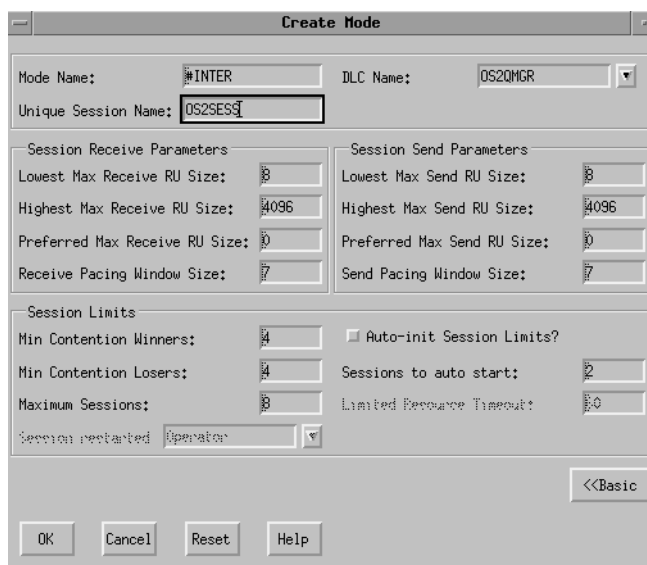 Create Mode
Mode Name: #INTER DLC Name: OS2QMGR
Unique Session Name: OS2SESS
Session Receive Parameters Session Send Parameters
Lowest Max Receive RU Size: 8 Lowest Max Send RU Size: 8
Highest Max Receive RU Size: 4096 Highest Max Send RU Size: 4096
Preferred Max Receive RU Size: 0 Preferred Max Send RU Size: 0
Receive Pacing Window Size: 7 Send Pacing Window Size: 7
Session Limits
Min Contention Winners: 4 Auto-init Session Limits?
Min Contention Losers: 4 Sessions to auto start: 2
Maximum Sessions: 8 Limited Resource Timeout:
Session restarted Operator
<<Basic
OK Cancel Reset Help